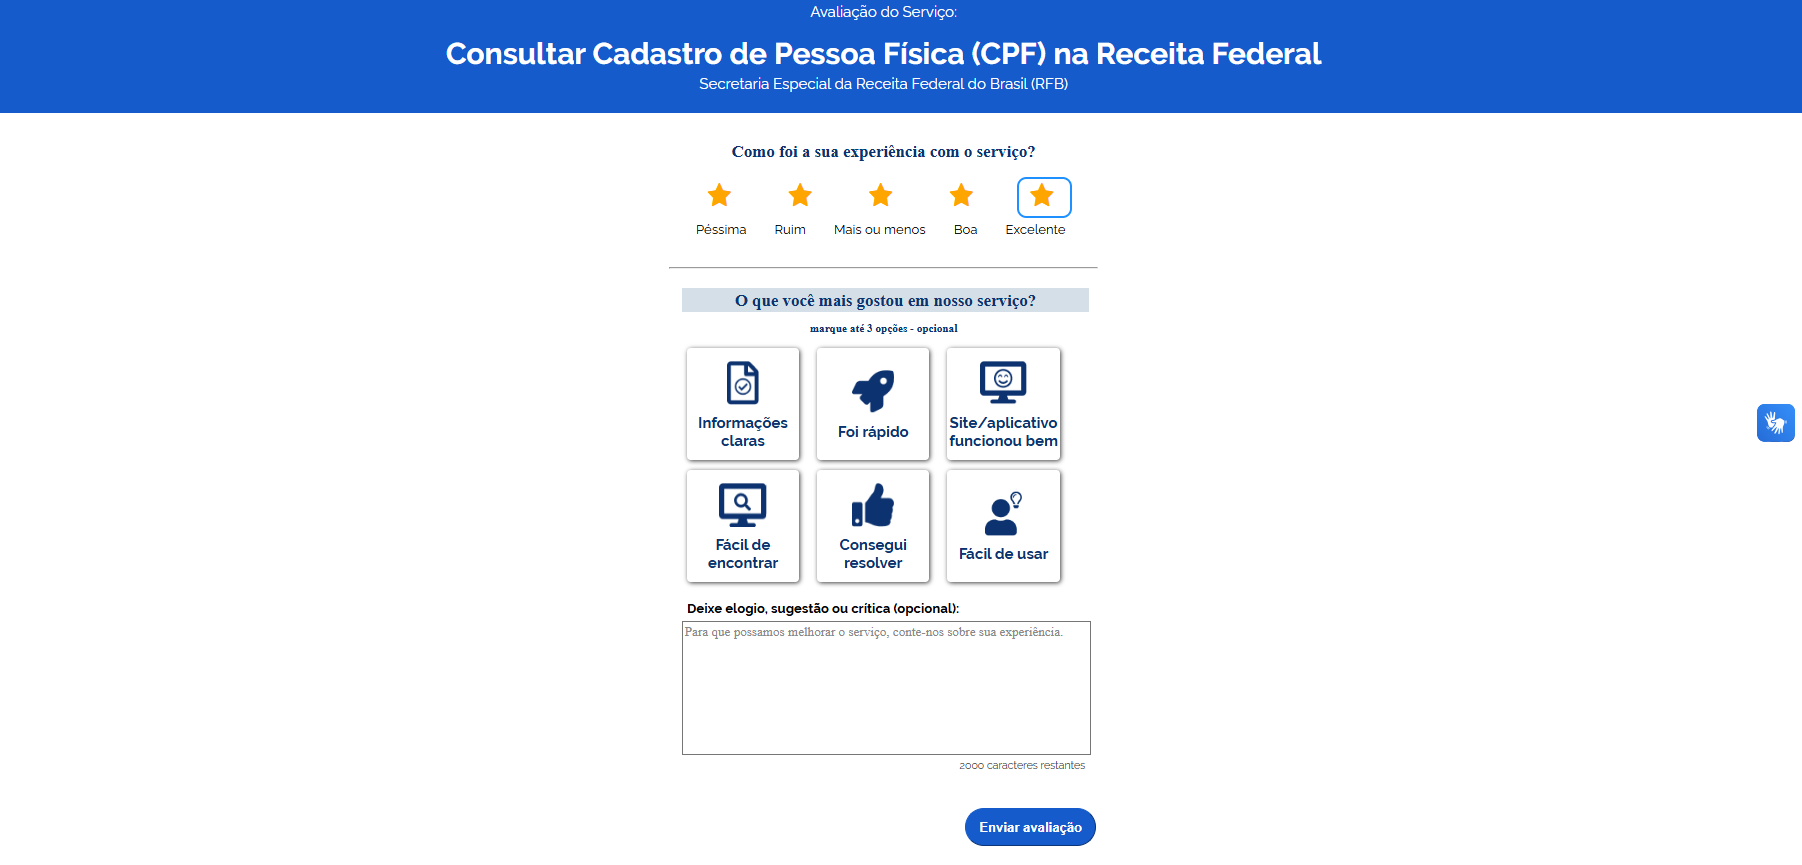 Avaliação do Serviço:
Consultar Cadastro de Pessoa Física (CPF) na Receita Federal
Secretaria Especial da Receita Federal do Brasil (RFB)
Como foi a sua experiência com o serviço?
Péssima Ruim Mais ou menos Boa Excelente
O que você mais gostou em nosso serviço?
marque até 3 opções - opcional
Informações
claras
Foi rápido
Site/aplicativo
funcionou bem
Fácil de
encontrar
Consegui
resolver
Fácil de usar
Deixe elogio, sugestão ou crítica (opcional):
Para que possamos melhorar o serviço, conte-nos sobre sua experiência.
2000 caracteres restantes
Enviar avaliação